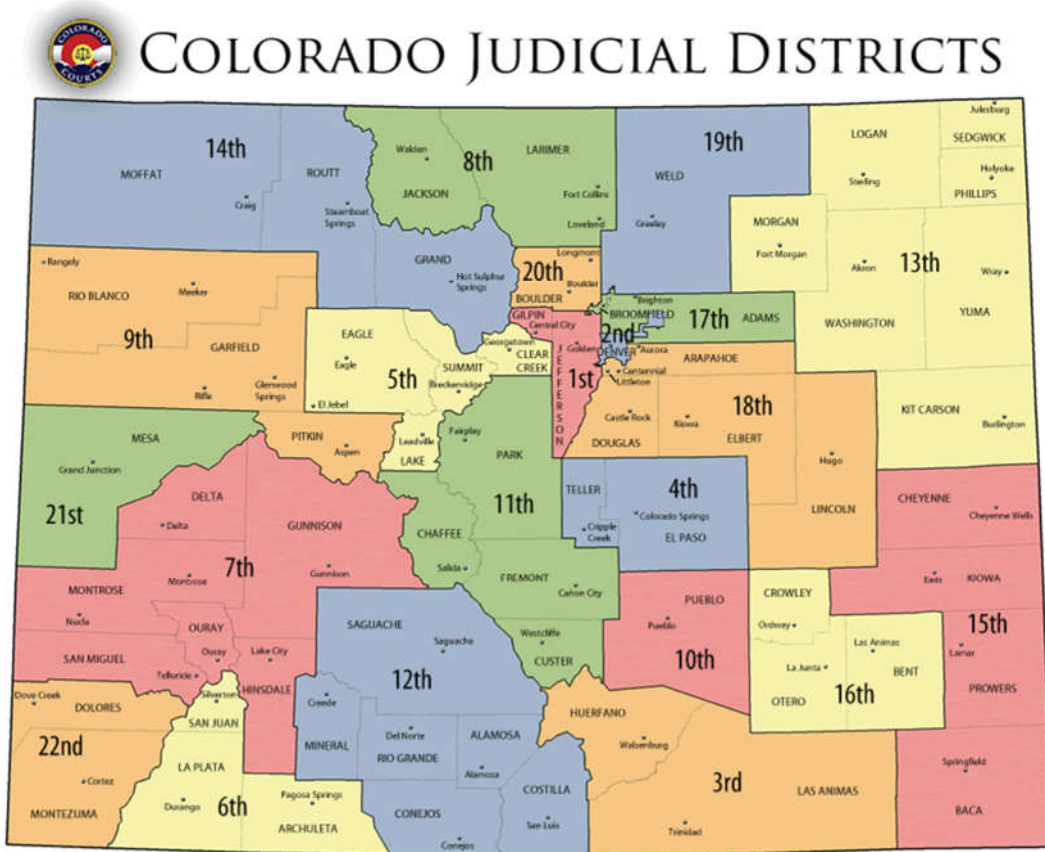 COLORADO
COURTS
COLORADO JUDICIAL DISTRICTS
14th
MOFFAT
ROUTT
Craig
Steamboat
Springs
8th
Walden
JACKSON
LARIMER
Fort Collins
Loveland
19th
WELD
Greeley
LOGAN
Sterling
Julesburg
SEDGWICK
Holyoke
PHILLIPS
MORGAN
Fort Morgan
Akron
13th
Wray
WASHINGTON
YUMA
KIT CARSON
Burlington
Rangely
RIO BLANCO
Meeker
9th
GARFIELD
Rifle
Glenwood
Springs
PITKIN
Aspen
GRAND
Hot Sulphur
Springs
20th
Longmont
Boulder
BOULDER
GILPIN
Central City
Golden
JEFFERSON
1st
2nd
DENVER
BROOMFIELD
Brighton
17th
ADAMS
Aurora
EAGLE
Eagle
5th
El Jebel
SUMMIT
Breckenridge
Georgetown
CLEAR
CREEK
Leadville
LAKE
ARAPAHOE
Centennial
Littleton
Castle Rock
DOUGLAS
Kiowa
18th
ELBERT
Hugo
LINCOLN
MESA
Grand Junction
21st
Fairplay
PARK
11th
CHAFFEE
Salida
FREMONT
Cañon City
Westcliffe
CUSTER
TELLER
Cripple
Creek
4th
Colorado Springs
EL PASO
DELTA
Delta
GUNNISON
Gunnison
7th
MONTROSE
Montrose
Nucla
OURAY
Ouray
SAN MIGUEL
Telluride
Lake City
HINSDALE
CHEYENNE
Cheyenne Wells
Eads
KIOWA
15th
Lamar
PROWERS
Springfield
BACA
PUEBLO
Pueblo
10th
CROWLEY
Ordway
Las Animas
BENT
La Junta
OTERO
16th
SAGUACHE
Saguache
12th
Creede
MINERAL
Del Norte
RIO GRANDE
ALAMOSA
Alamosa
CONEJOS
Conejos
COSTILLA
San Luis
Dove Creek
DOLORES
22nd
Cortez
MONTEZUMA
Silverton
SAN JUAN
LA PLATA
Durango
6th
Pagosa Springs
ARCHULETA
HUERFANO
Walsenburg
3rd
LAS ANIMAS
Trinidad